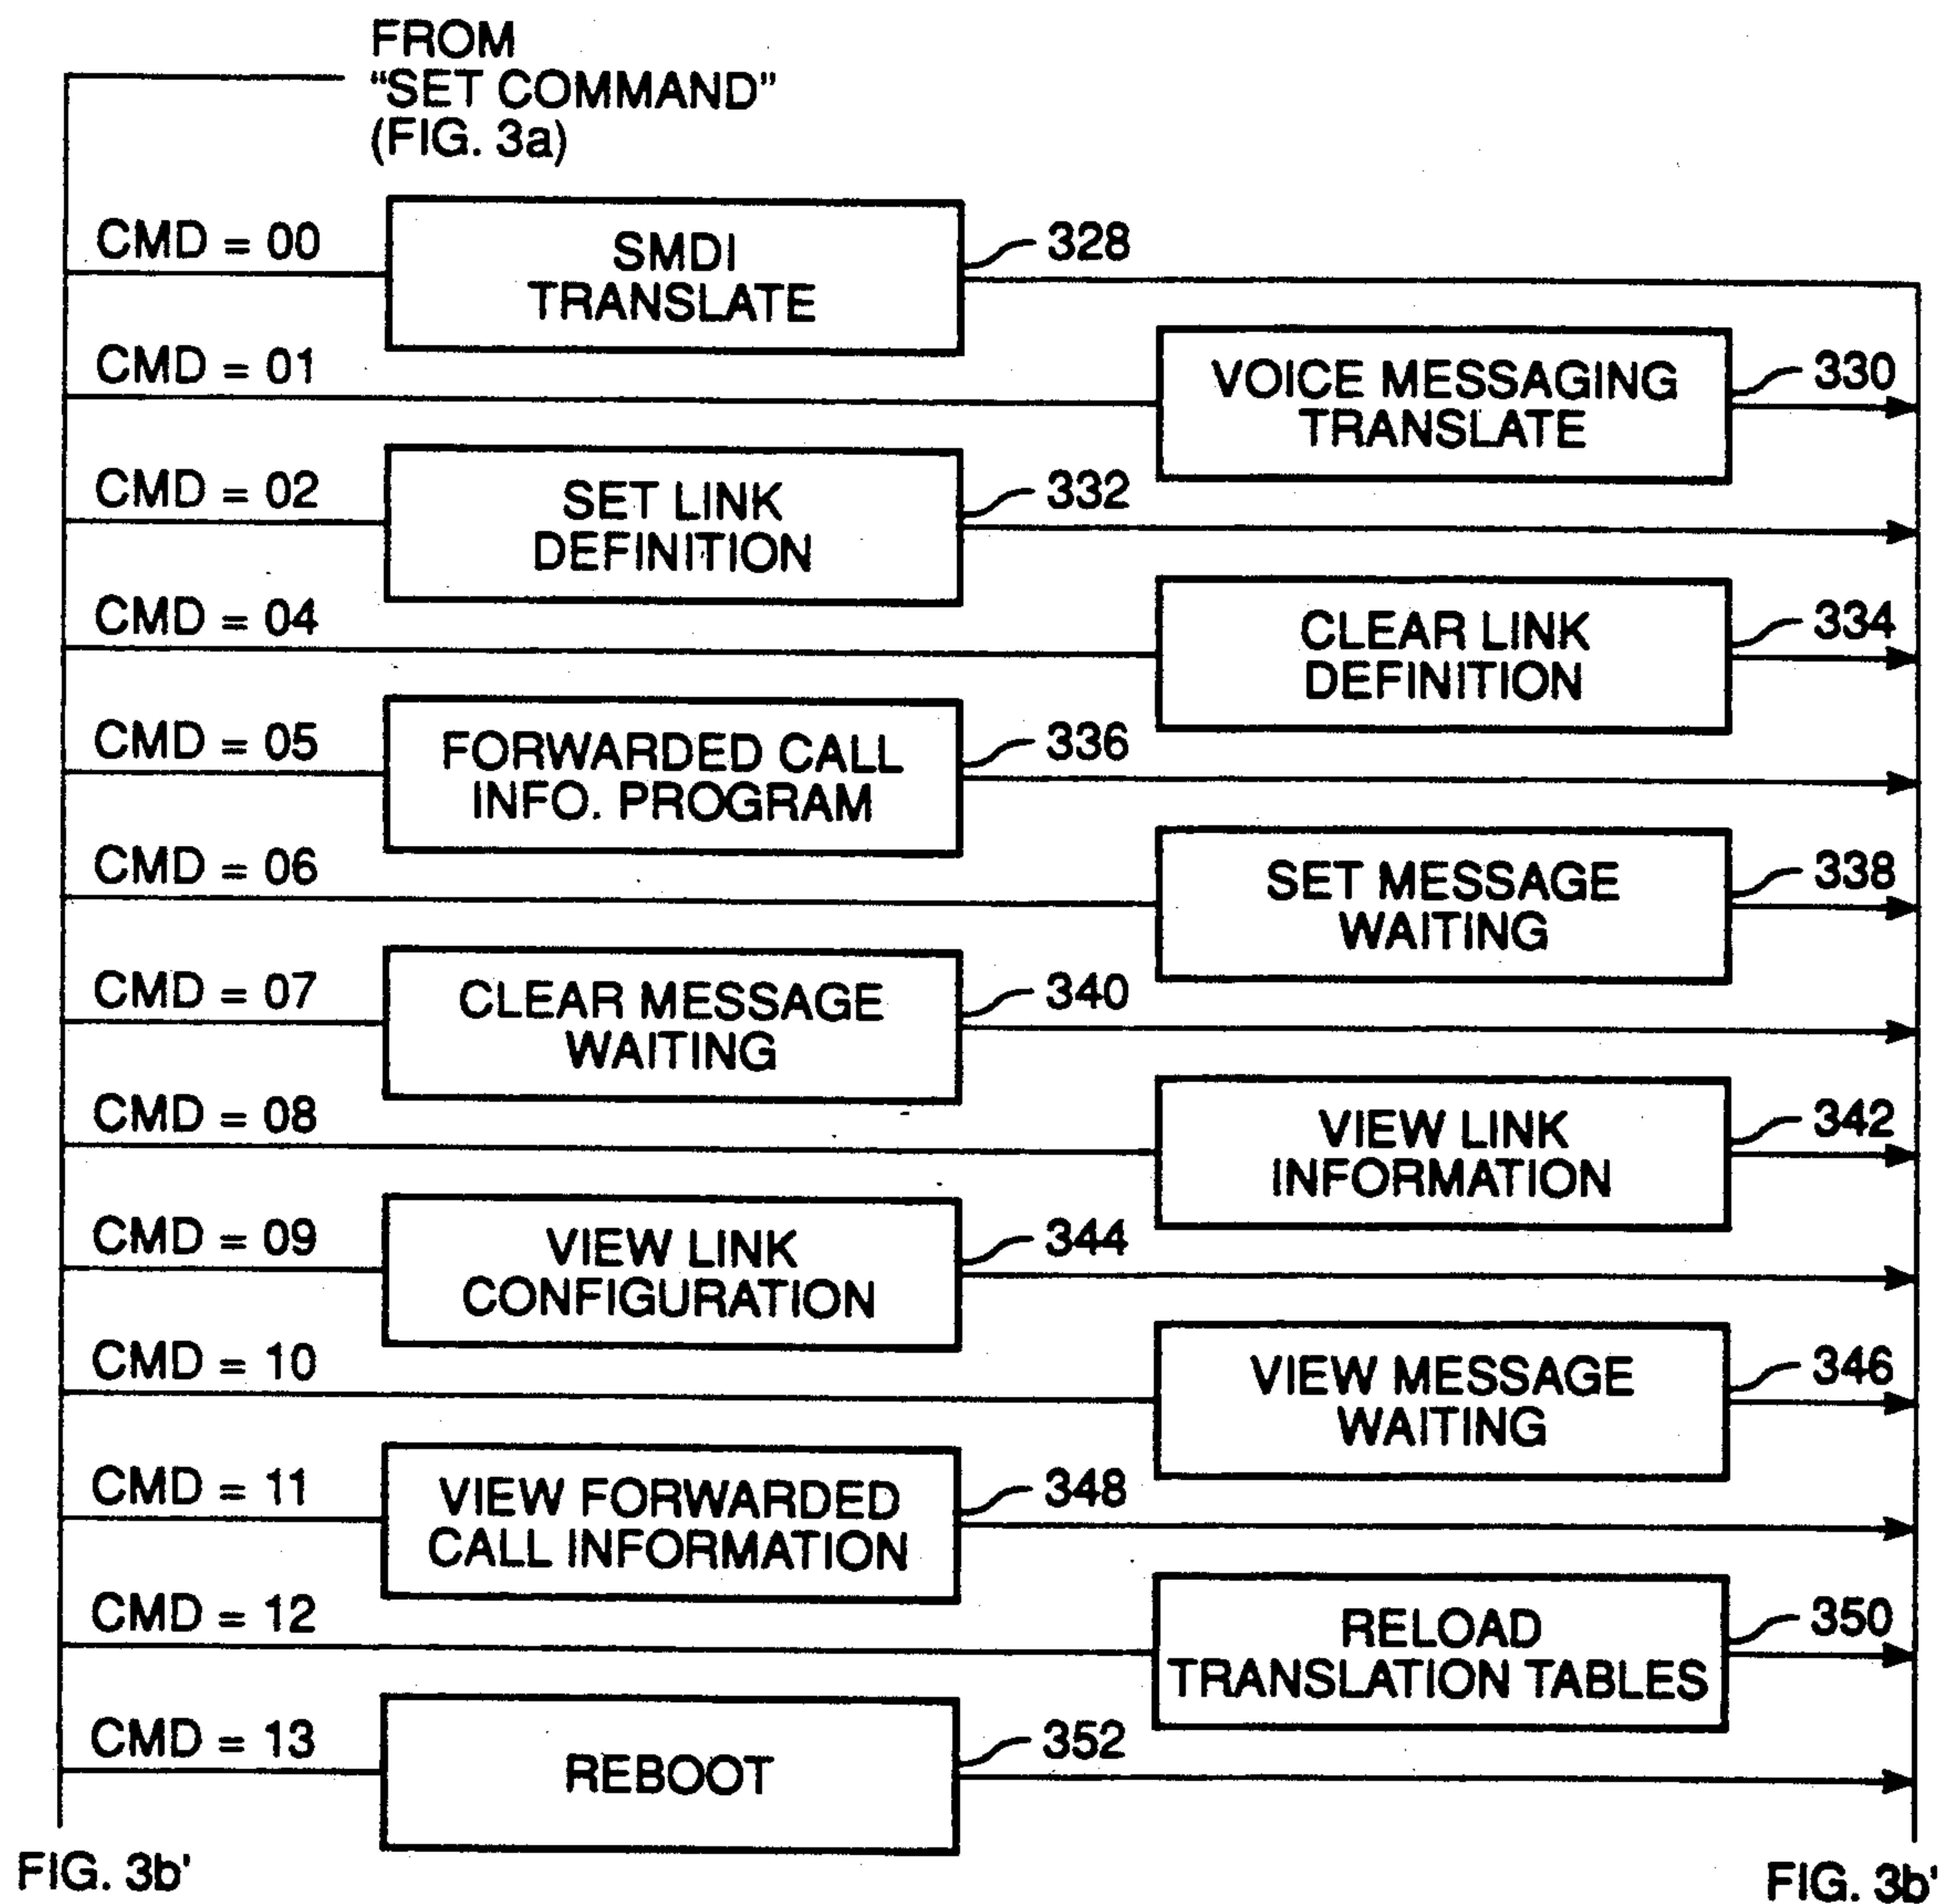 FROM
“SET COMMAND”
(FIG. 3a)
CMD = 00
SMDI
TRANSLATE
328
CMD = 01
VOICE MESSAGING
TRANSLATE
330
CMD = 02
SET LINK
DEFINITION
332
CMD = 04
CLEAR LINK
DEFINITION
334
CMD = 05
FORWARDED CALL
INFO. PROGRAM
336
CMD = 06
SET MESSAGE
WAITING
338
CMD = 07
CLEAR MESSAGE
WAITING
340
CMD = 08
VIEW LINK
INFORMATION
342
CMD = 09
VIEW LINK
CONFIGURATION
344
CMD = 10
VIEW MESSAGE
WAITING
346
CMD = 11
VIEW FORWARDED
CALL INFORMATION
348
CMD = 12
RELOAD
TRANSLATION TABLES
350
CMD = 13
REBOOT
352
FIG. 3b'
FIG. 3b'